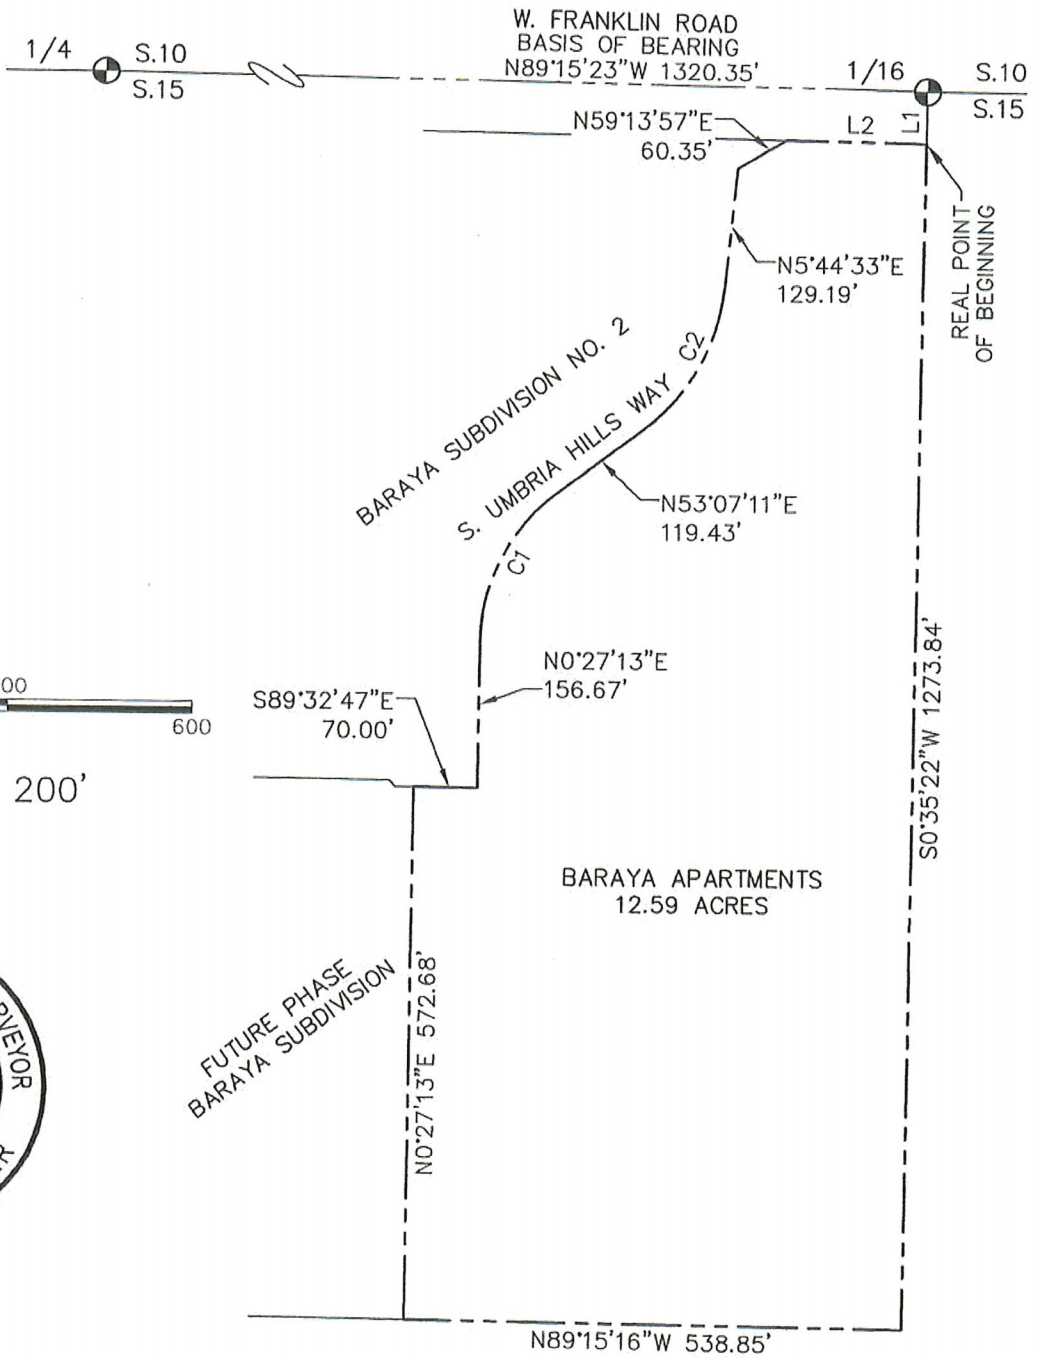 W. FRANKLIN ROAD
BASIS OF BEARING
N89°15'23"W 1320.35'
1/4
S.10
S.15
1/16
S.10
S.15
N59°13'57"E
60.35'
L2
L1
REAL POINT
OF BEGINNING
N5°44'33"E
129.19'
BARAYA SUBDIVISION NO. 2
S. UMBRIA HILLS WAY
C2
N53°07'11"E
119.43'
C1
N0°27'13"E
156.67'
S89°32'47"E
70.00'
S0°35'22"W 1273.84'
00
600
200'
BARAYA APARTMENTS
12.59 ACRES
FUTURE PHASE
BARAYA SUBDIVISION
N0°27'13"E 572.68'
N89°15'16"W 538.85'